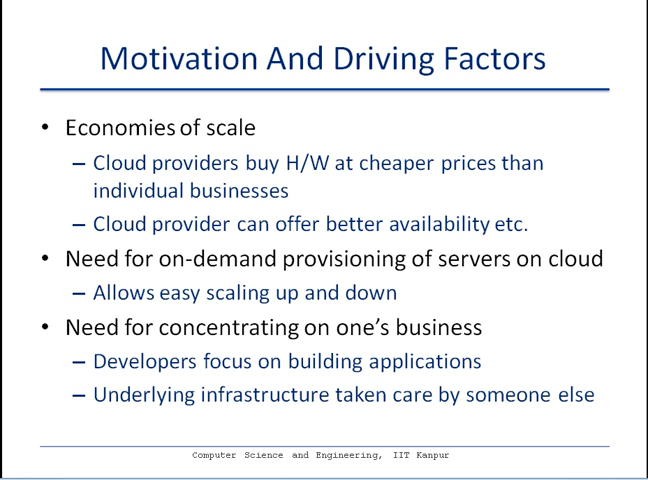 Motivation And Driving Factors
• Economies of scale
– Cloud providers buy H/W at cheaper prices than
individual businesses
– Cloud provider can offer better availability etc.
• Need for on-demand provisioning of servers on cloud
– Allows easy scaling up and down
• Need for concentrating on one’s business
– Developers focus on building applications
– Underlying infrastructure taken care by someone else
Computer Science and Engineering, IIT Kanpur